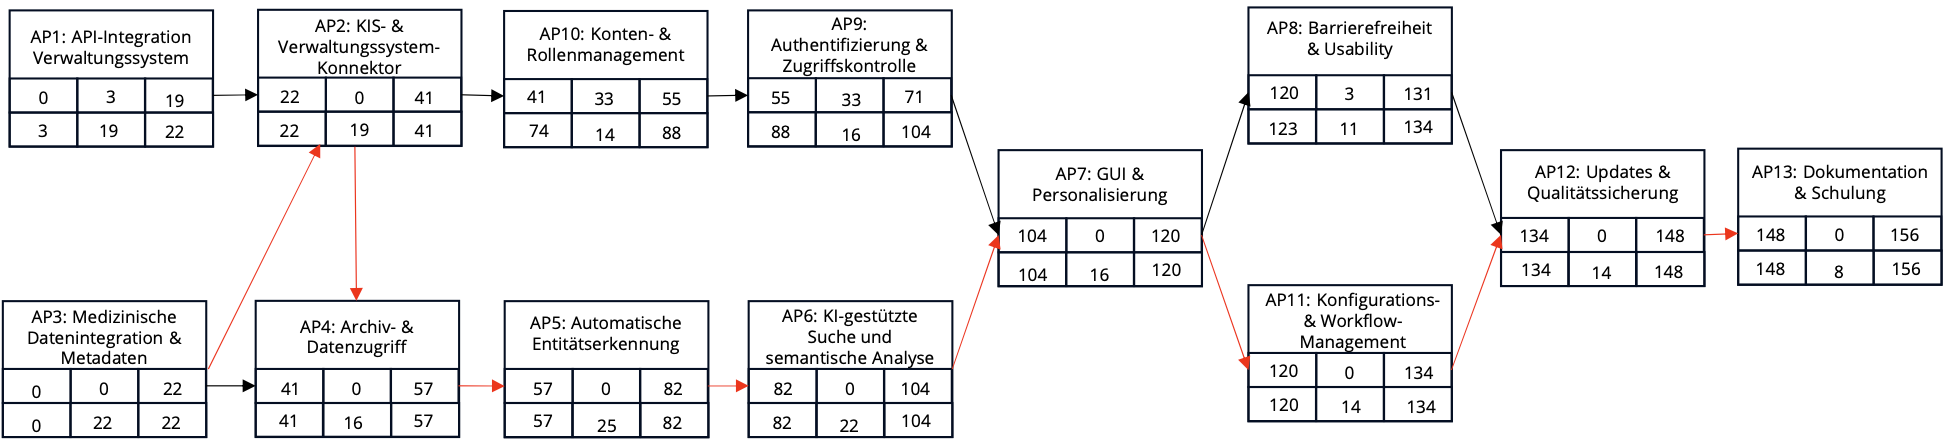 AP1: API-Integration
Verwaltungssystem
0 3 19
3 19 22
AP2: KIS- &
Verwaltungssystem-
Konnektor
22 0 41
22 19 41
AP10: Konten- &
Rollenmanagement
41 33 55
74 14 88
AP9:
Authentifizierung &
Zugriffskontrolle
55 33 71
88 16 104
AP8: Barrierefreiheit
& Usability
120 3 131
123 11 134
AP7: GUI &
Personalisierung
104 0 120
104 16 120
AP12: Updates &
Qualitätssicherung
134 0 148
134 14 148
AP13: Dokumentation
& Schulung
148 0 156
148 8 156
AP3: Medizinische
Datenintegration &
Metadaten
0 0 22
0 22 22
AP4: Archiv- &
Datenzugriff
41 0 57
41 16 57
AP5: Automatische
Entitätserkennung
57 0 82
57 25 82
AP6: KI-gestützte
Suche und
semantische Analyse
82 0 104
82 22 104
AP11: Konfigurations-
& Workflow-
Management
120 0 134
120 14 134